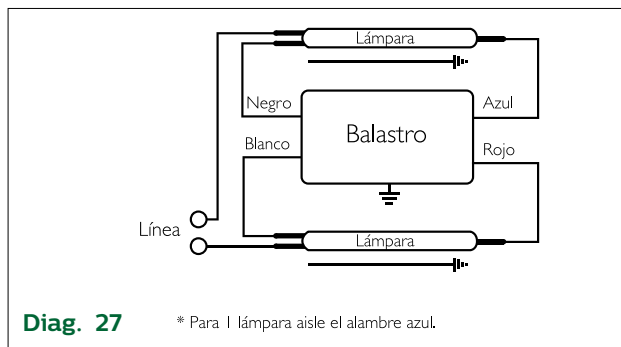 Lámpara
Negro
Azul
Balastro
Blanco
Rojo
Línea
Lámpara
Diag. 27
* Para 1 lámpara aisle el alambre azul.